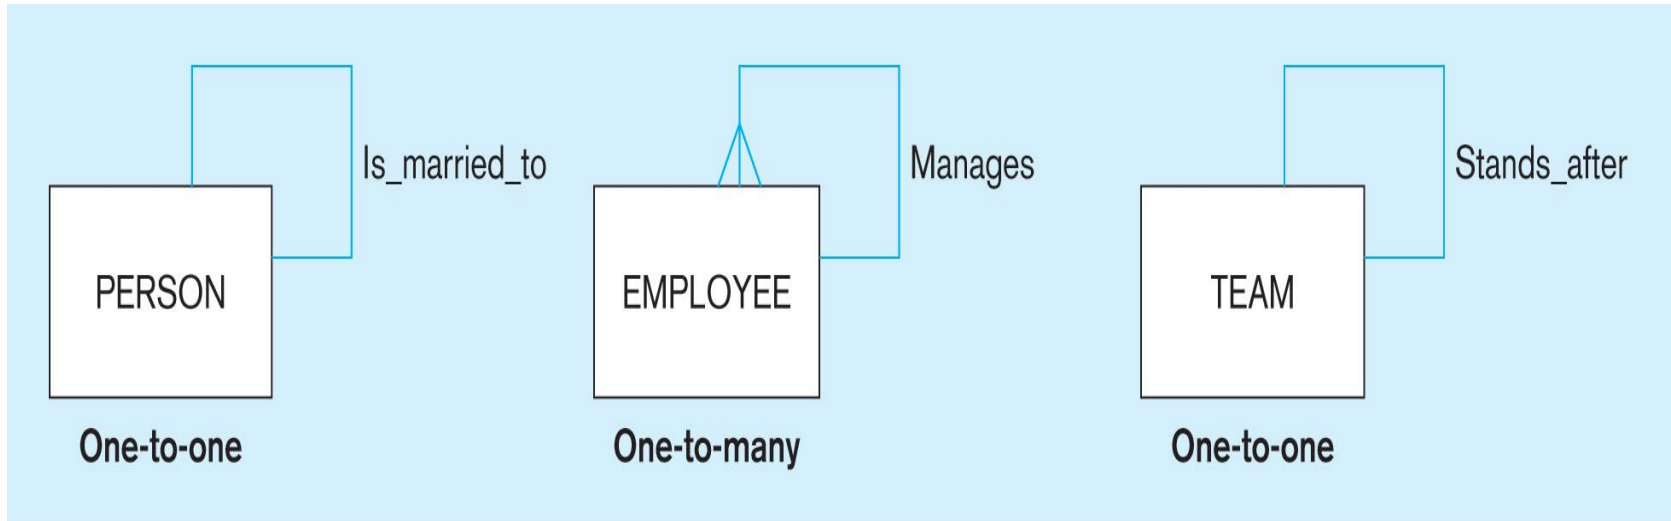 Is_married_to
PERSON
One-to-one
Manages
EMPLOYEE
One-to-many
Stands_after
TEAM
One-to-one